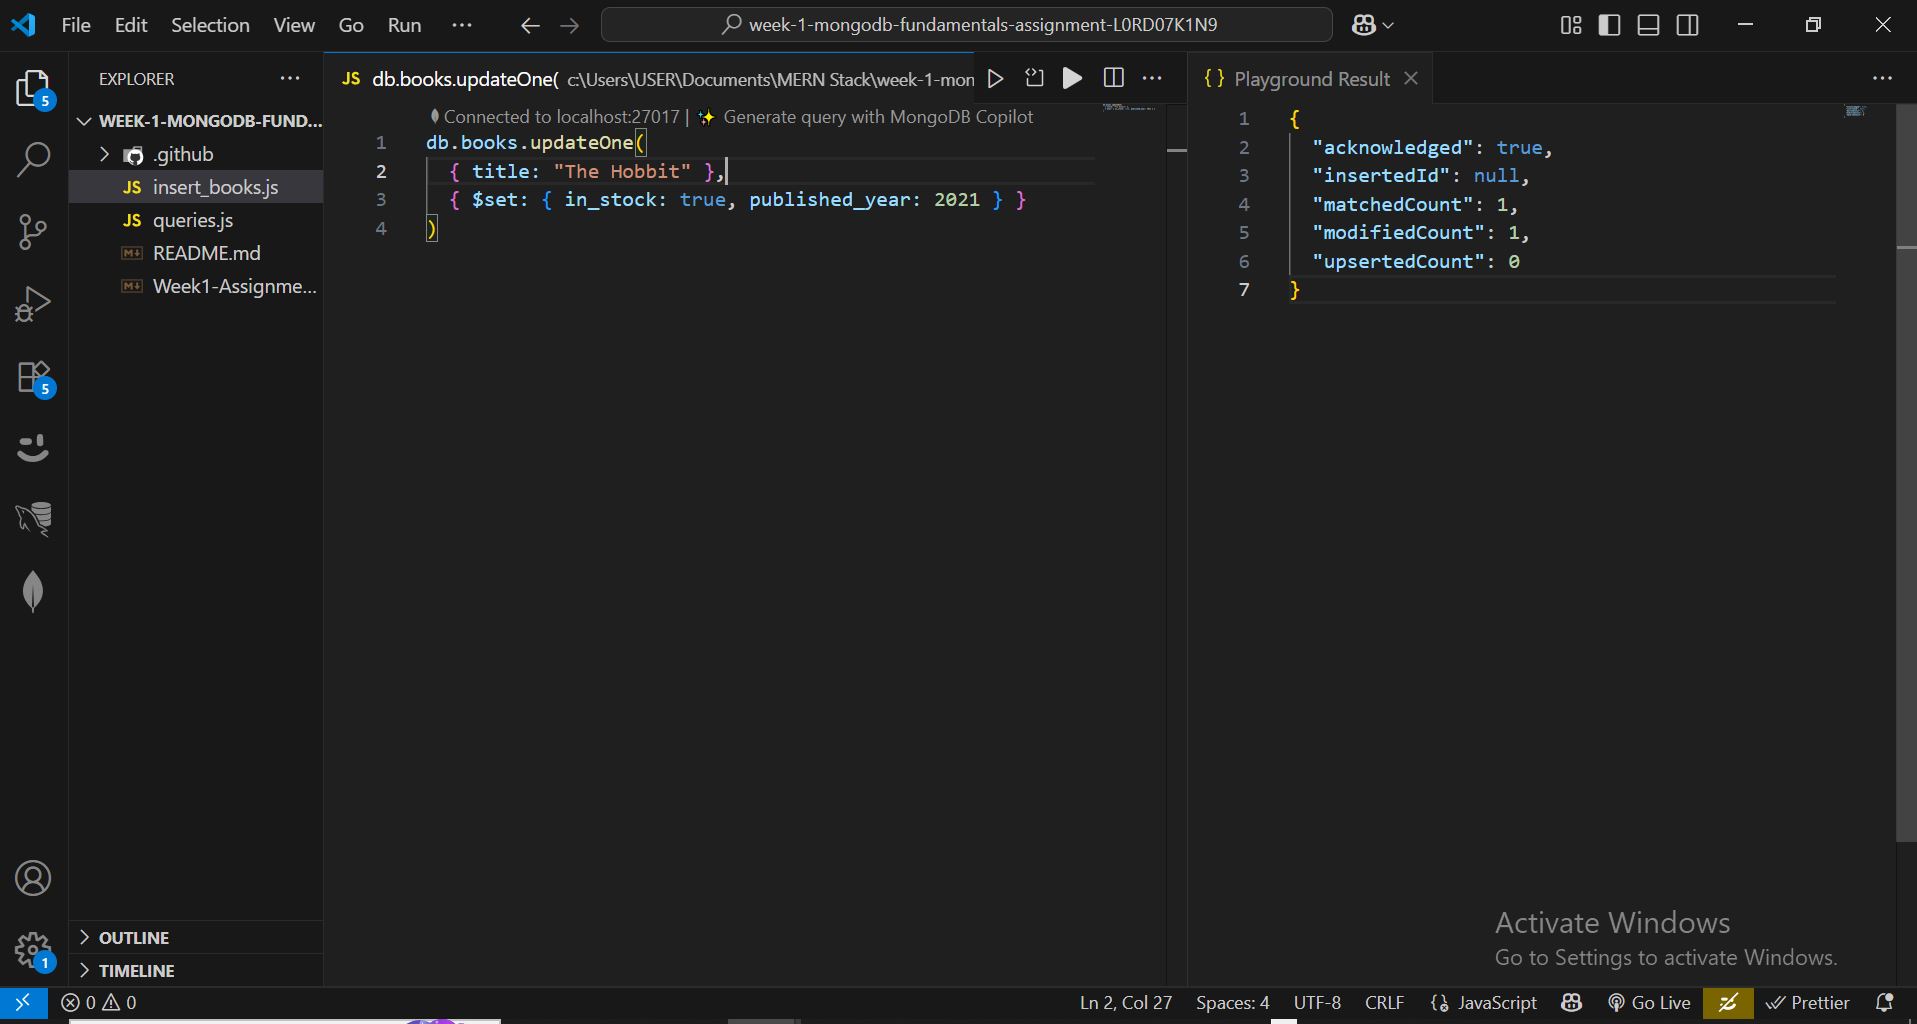 File Edit Selection View Go Run ···
week-1-mongodb-fundamentals-assignment-L0RD07K1N9
EXPLORER
WEEK-1-MONGODB-FUND...
.github
JS insert_books.js
JS queries.js
README.md
Week1-Assignme...
OUTLINE
TIMELINE
5
5
1
JS db.books.updateOne( c:\Users\USER\Documents\MERN Stack\week-1-mon
Connected to localhost:27017 | ✨ Generate query with MongoDB Copilot
1 db.books.updateOne(
2 { title: "The Hobbit" },
3 { $set: { in_stock: true, published_year: 2021 } }
4 )
{} Playground Result
1 {
2 "acknowledged": true,
3 "insertedId": null,
4 "matchedCount": 1,
5 "modifiedCount": 1,
6 "upsertedCount": 0
7 }
Activate Windows
Go to Settings to activate Windows.
0 0 Ln 2, Col 27 Spaces: 4 UTF-8 CRLF JavaScript Go Live Prettier